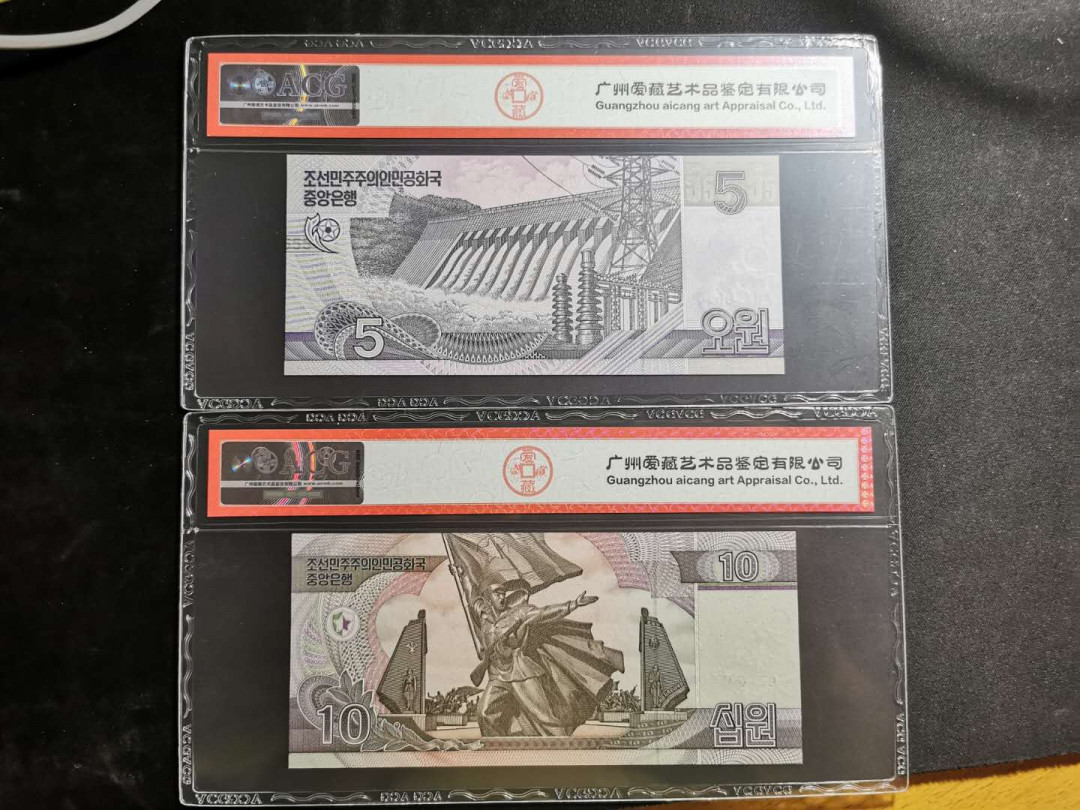 ACG
广州爱藏艺术品鉴定有限公司
Guangzhou aicang art Appraisal Co., Ltd.
爱
藏
조선민주주의인민공화국
중앙은행
5
5
오원
ACG
广州爱藏艺术品鉴定有限公司
Guangzhou aicang art Appraisal Co., Ltd.
爱
藏
조선민주주의인민공화국
중앙은행
10
10
십원